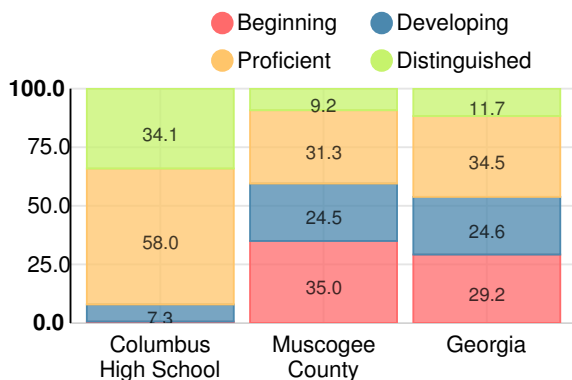 Beginning
Developing
Proficient
Distinguished
100.0
75.0
50.0
25.0
0.0
34.1
58.0
7.3
9.2
31.3
24.5
35.0
11.7
34.5
24.6
29.2
Columbus
High School
Muscogee
County
Georgia